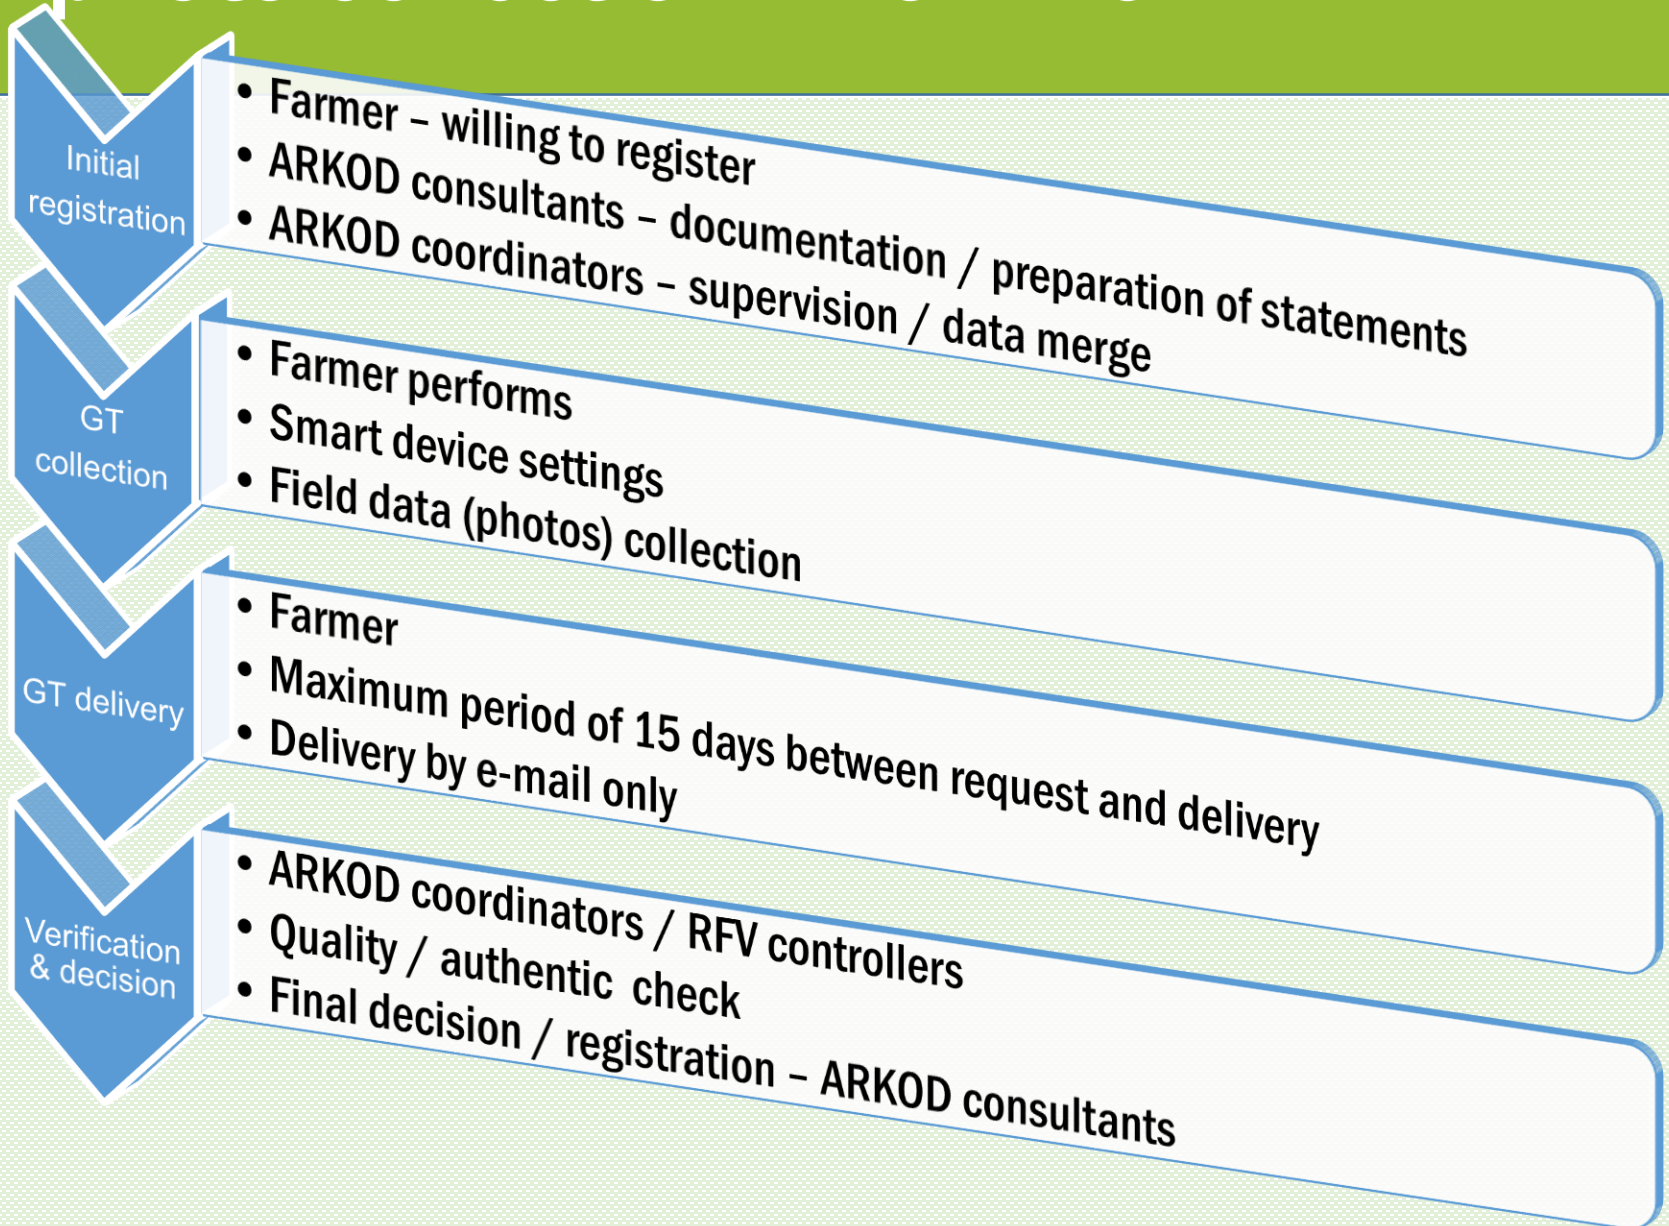 Initial
registration
• Farmer – willing to register
• ARKOD consultants – documentation / preparation of statements
• ARKOD coordinators – supervision / data merge
GT
collection
• Farmer performs
• Smart device settings
• Field data (photos) collection
GT delivery
• Farmer
• Maximum period of 15 days between request and delivery
• Delivery by e-mail only
Verification
& decision
• ARKOD coordinators / RFV controllers
• Quality / authentic check
• Final decision / registration – ARKOD consultants